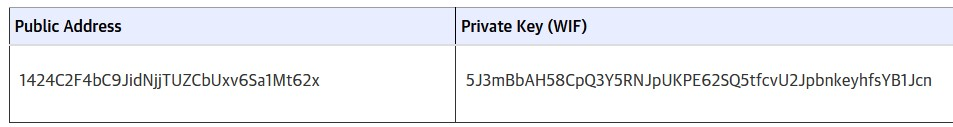 Public Address Private Key (WIF)
1424C2F4bC9JidNjjTUZCbUxv6Sa1Mt62x 5J3mBbAH58CpQ3Y5RNJpUKPE62SQ5tfcvU2JpbnkeyhfsYB1Jcn